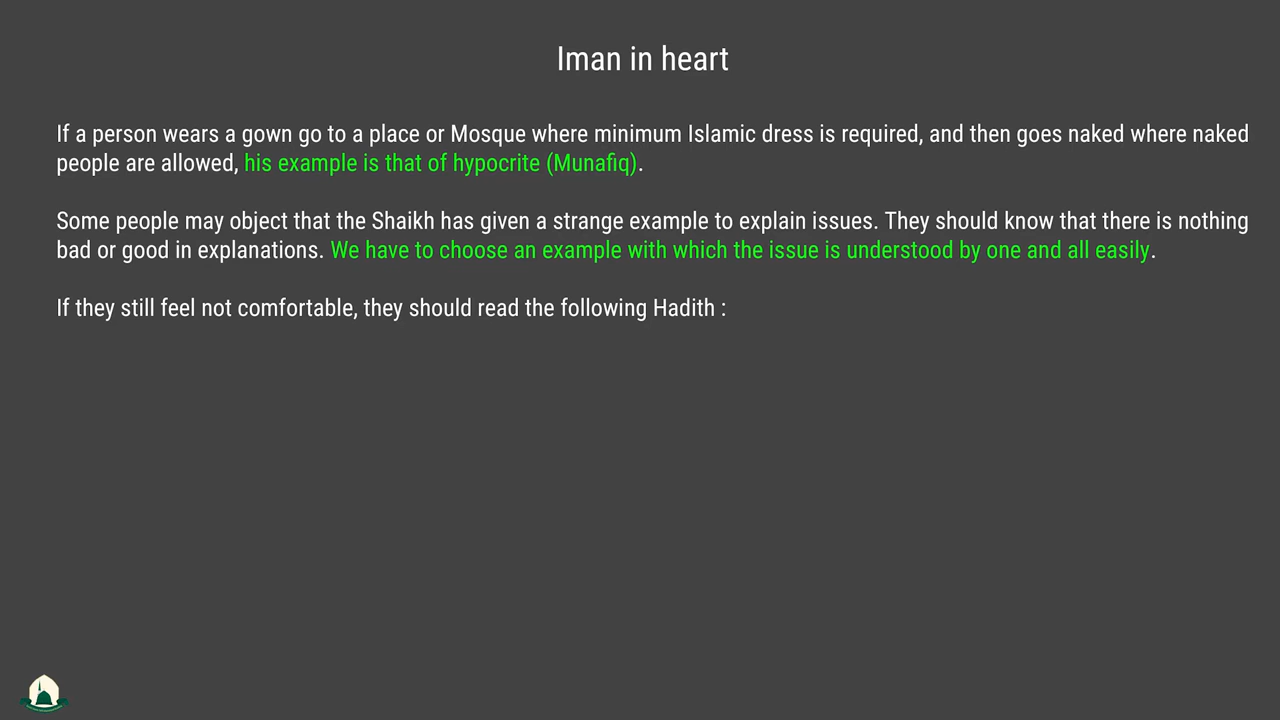 Iman in heart
If a person wears a gown go to a place or Mosque where minimum Islamic dress is required, and then goes naked where naked
people are allowed, his example is that of hypocrite (Munafiq).
Some people may object that the Shaikh has given a strange example to explain issues. They should know that there is nothing
bad or good in explanations. We have to choose an example with which the issue is understood by one and all easily.
If they still feel not comfortable, they should read the following Hadith :